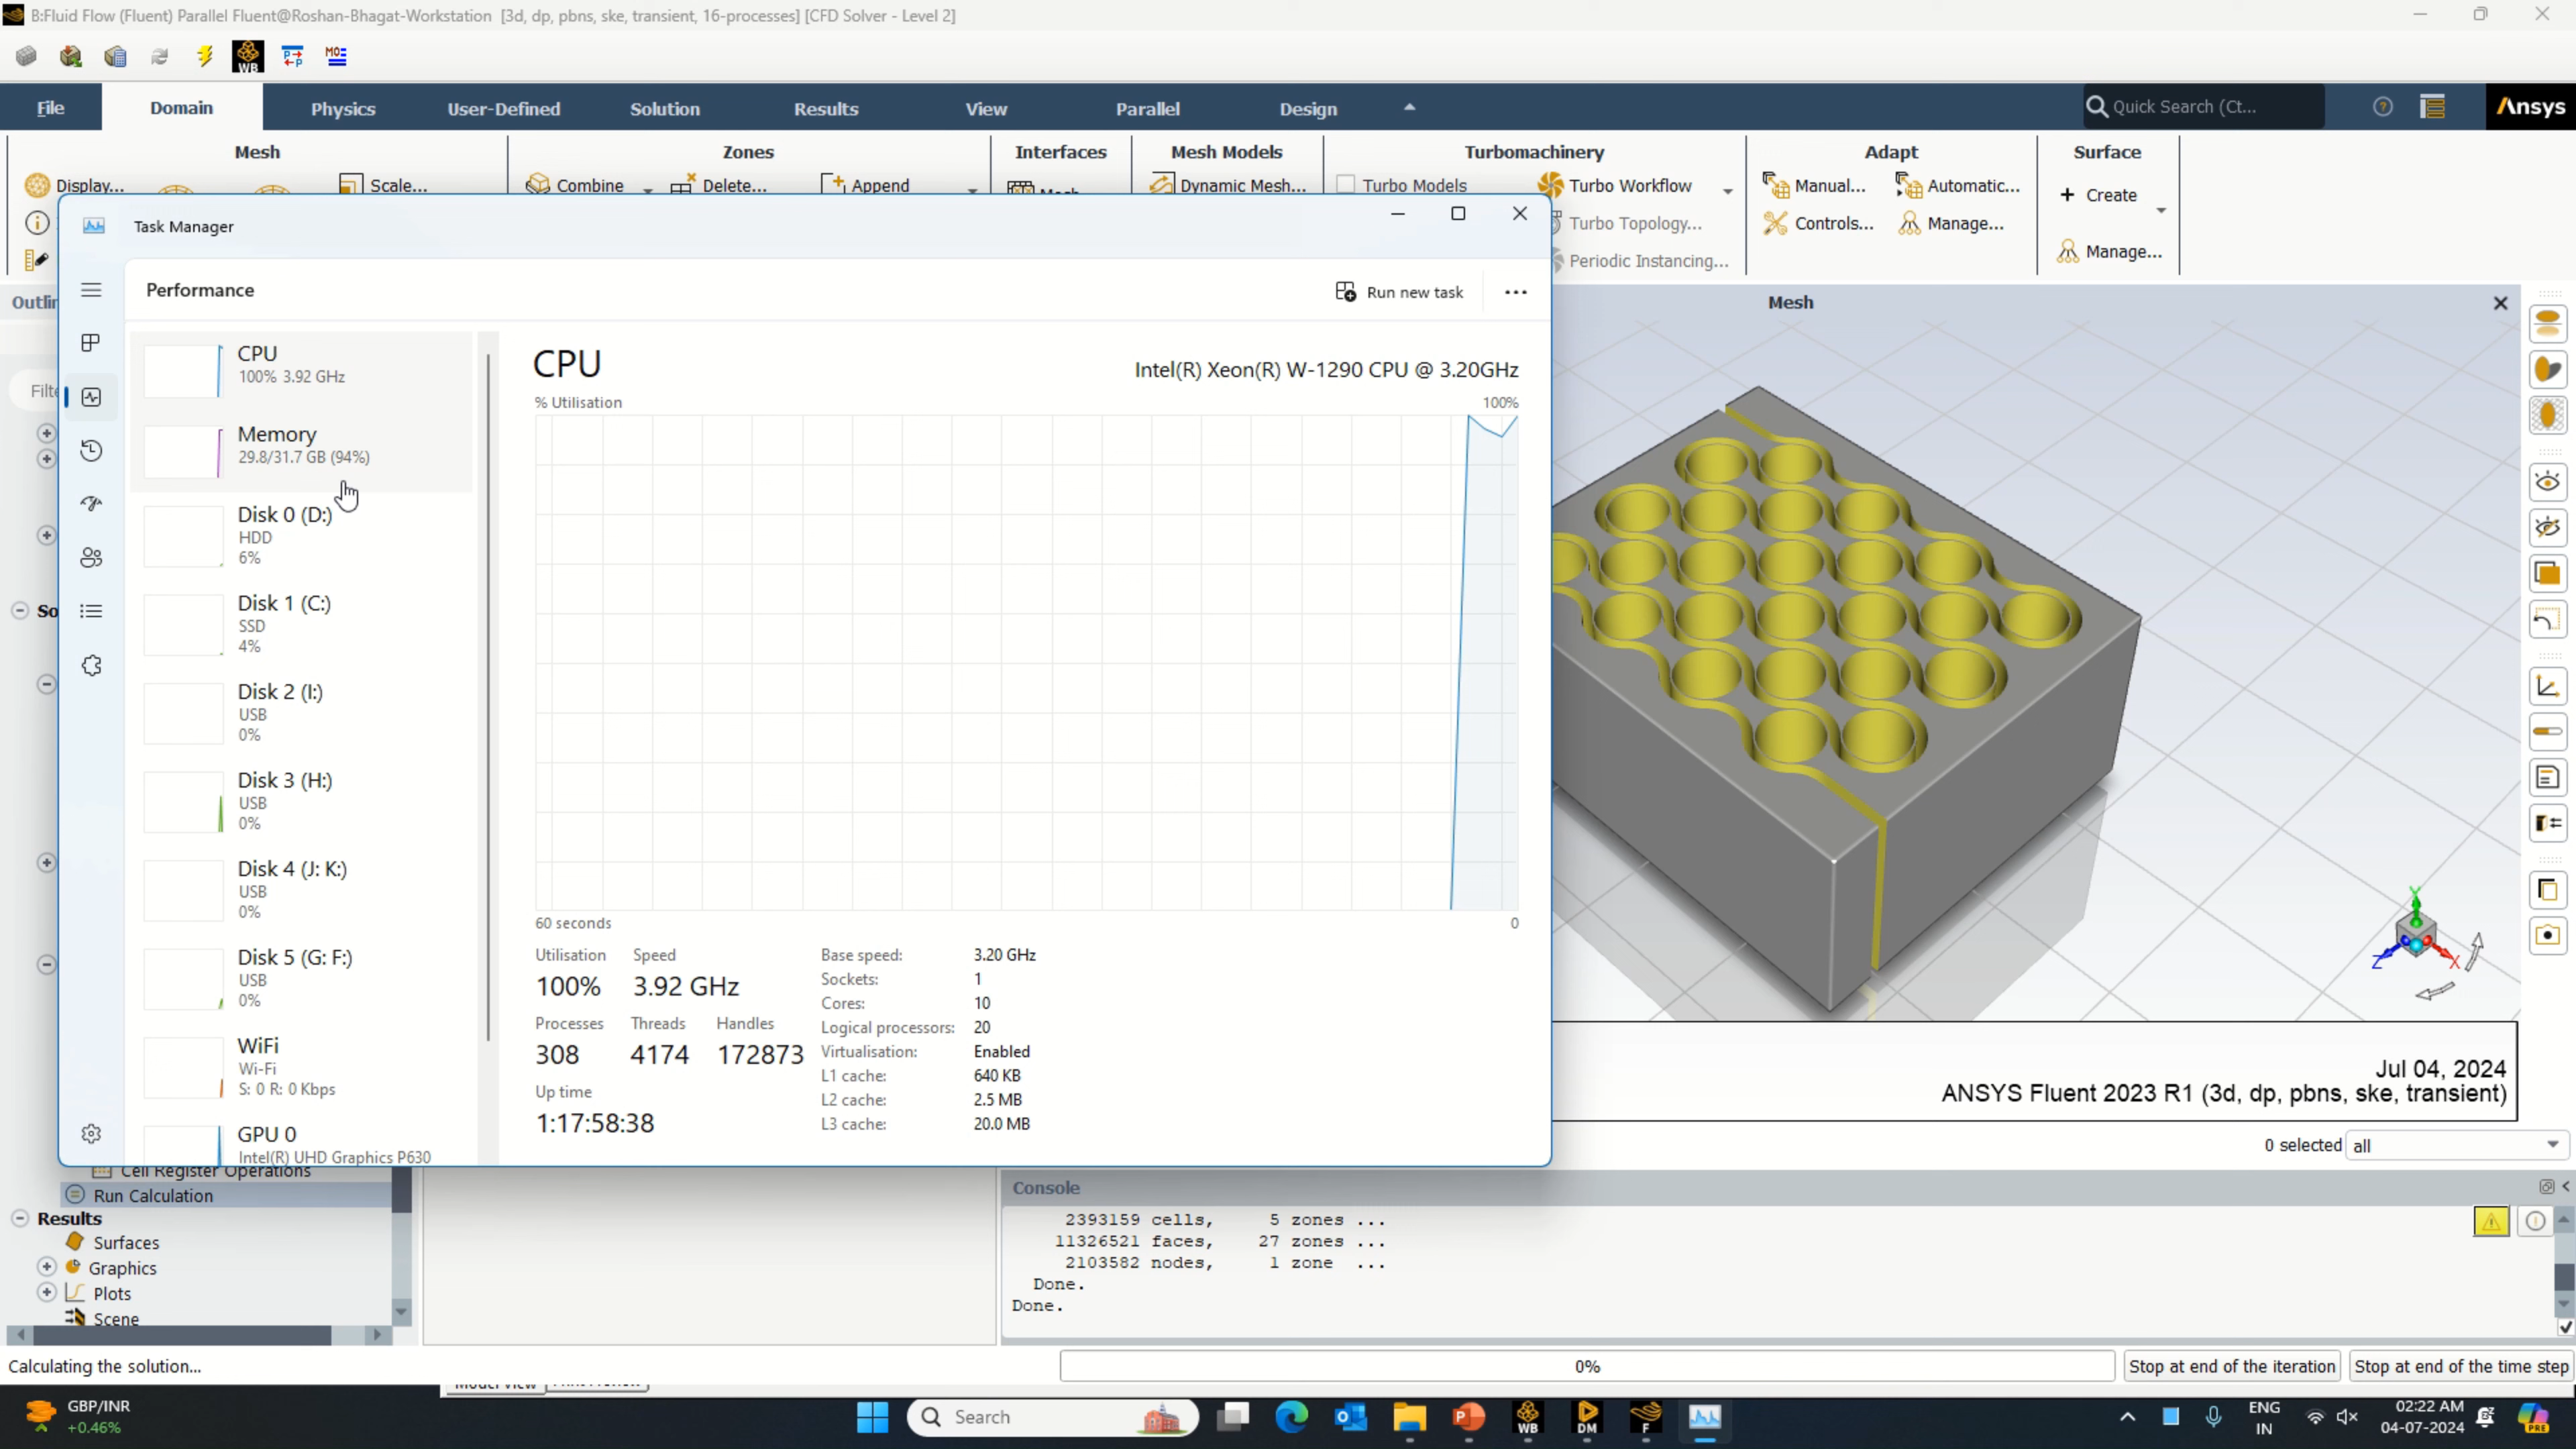 B:Fluid Flow (Fluent) Parallel Fluent@Roshan-Bhagat-Workstation [3d, dp, pbns, ske, transient, 16-processes] [CFD Solver - Level 2]
WB
MO
File Domain Physics User-Defined Solution Results View Parallel Design
Quick Search (Ct...
Ansys
Mesh Zones Interfaces Mesh Models Turbomachinery Adapt Surface
Display... Scale... Combine Delete... Append Dynamic Mesh... Turbo Models Turbo Workflow Manual... Automatic... + Create
Turbo Topology... Controls... Manage...
Periodic Instancing... Manage...
Task Manager
Performance
Run new task
Mesh
CPU
100% 3.92 GHz
Memory
29.8/31.7 GB (94%)
Disk 0 (D:)
HDD
6%
Disk 1 (C:)
SSD
4%
Disk 2 (I:)
USB
0%
Disk 3 (H:)
USB
0%
Disk 4 (J: K:)
USB
0%
Disk 5 (G: F:)
USB
0%
WiFi
Wi-Fi
S: 0 R: 0 Kbps
GPU 0
Intel(R) UHD Graphics P630
CPU
Intel(R) Xeon(R) W-1290 CPU @ 3.20GHz
% Utilisation 100%
60 seconds 0
Utilisation Speed
100% 3.92 GHz
Processes Threads Handles
308 4174 172873
Up time
1:17:58:38
Base speed: 3.20 GHz
Sockets: 1
Cores: 10
Logical processors: 20
Virtualisation: Enabled
L1 cache: 640 KB
L2 cache: 2.5 MB
L3 cache: 20.0 MB
Y
Z X
Jul 04, 2024
ANSYS Fluent 2023 R1 (3d, dp, pbns, ske, transient)
0 selected all
Cell Register Operations
Run Calculation
Results
Surfaces
Graphics
Plots
Scene
Console
2393159 cells, 5 zones ...
11326521 faces, 27 zones ...
2103582 nodes, 1 zone ...
Done.
Done.
Calculating the solution...
0%
Stop at end of the iteration
Stop at end of the time step
GBP/INR
+0.46%
Search
WB
DM
F
ENG
IN
02:22 AM
04-07-2024
PRE